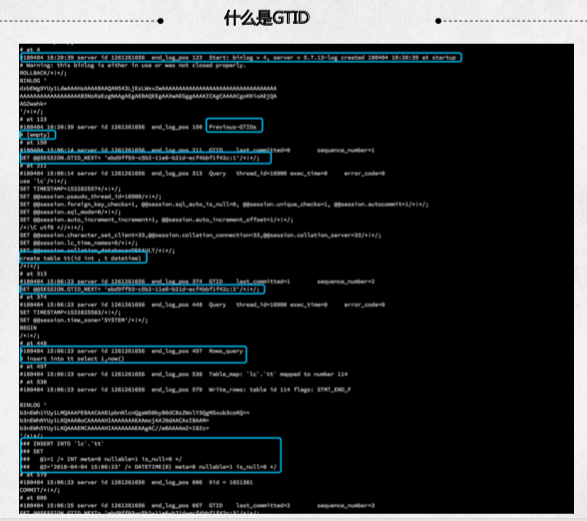 什么是GTID
# at 4
#180404 10:20:39 server id 1261261656 end_log_pos 123 Start: binlog v 4, server v 5.7.13-log created 180404 10:20:39 at startup
# Warning: this binlog is either in use or was not closed properly.
ROLLBACK/*!*/;
BINLOG '
'/*!*/;
# at 123
#180404 10:20:39 server id 1261261656 end_log_pos 150 Previous-GTIDs
# [empty]
# at 150
#180404 15:06:14 server id 1261261656 end_log_pos 211 GTID last_committed=0 sequence_number=1
SET @@SESSION.GTID_NEXT= 'ebd9ff93-c5b2-11e6-b21d-ecf4bbf1f42c:1'/*!*/;
# at 211
#180404 15:06:14 server id 1261261656 end_log_pos 313 Query thread_id=16900 exec_time=0 error_code=0
use `lc`/*!*/;
SET TIMESTAMP=1522825574/*!*/;
SET @@session.pseudo_thread_id=16900/*!*/;
SET @@session.foreign_key_checks=1, @@session.sql_auto_is_null=0, @@session.unique_checks=1, @@session.autocommit=1/*!*/;
SET @@session.sql_mode=0/*!*/;
SET @@session.auto_increment_increment=1, @@session.auto_increment_offset=1/*!*/;
/*!\C utf8 *//*!*/;
SET @@session.character_set_client=33,@@session.collation_connection=33,@@session.collation_server=33/*!*/;
SET @@session.lc_time_names=0/*!*/;
SET @@session.collation_database=DEFAULT/*!*/;
create table tt(id int , t datetime)
/*!*/;
# at 313
#180404 15:06:23 server id 1261261656 end_log_pos 374 GTID last_committed=1 sequence_number=2
SET @@SESSION.GTID_NEXT= 'ebd9ff93-c5b2-11e6-b21d-ecf4bbf1f42c:2'/*!*/;
# at 374
#180404 15:06:23 server id 1261261656 end_log_pos 448 Query thread_id=16900 exec_time=0 error_code=0
SET TIMESTAMP=1522825583/*!*/;
SET @@session.time_zone='SYSTEM'/*!*/;
BEGIN
/*!*/;
# at 448
#180404 15:06:23 server id 1261261656 end_log_pos 497 Rows_query
# insert into tt select 1,now()
# at 497
#180404 15:06:23 server id 1261261656 end_log_pos 538 Table_map: `lc`.`tt` mapped to number 114
# at 538
#180404 15:06:23 server id 1261261656 end_log_pos 579 Write_rows: table id 114 flags: STMT_END_F
BINLOG '
'/*!*/;
### INSERT INTO `lc`.`tt`
### SET
### @1=1 /* INT meta=0 nullable=1 is_null=0 */
### @2='2018-04-04 15:06:23' /* DATETIME(0) meta=0 nullable=1 is_null=0 */
# at 579
#180404 15:06:23 server id 1261261656 end_log_pos 606 Xid = 1021381
COMMIT/*!*/;
# at 606
#180404 15:06:25 server id 1261261656 end_log_pos 667 GTID last_committed=2 sequence_number=3